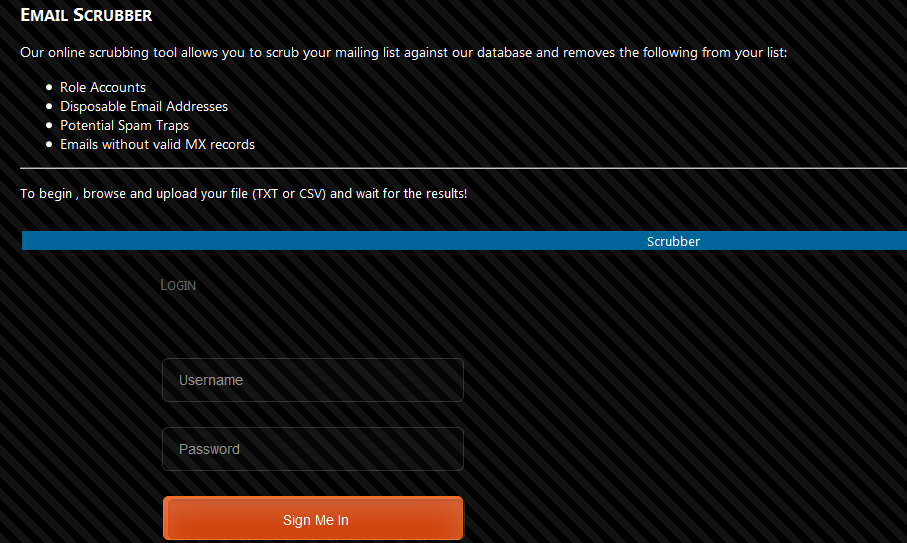 EMAIL SCRUBBER
Our online scrubbing tool allows you to scrub your mailing list against our database and removes the following from your list:
Role Accounts
Disposable Email Addresses
Potential Spam Traps
Emails without valid MX records
To begin , browse and upload your file (TXT or CSV) and wait for the results!
Scrubber
LOGIN
Username
Password
Sign Me In